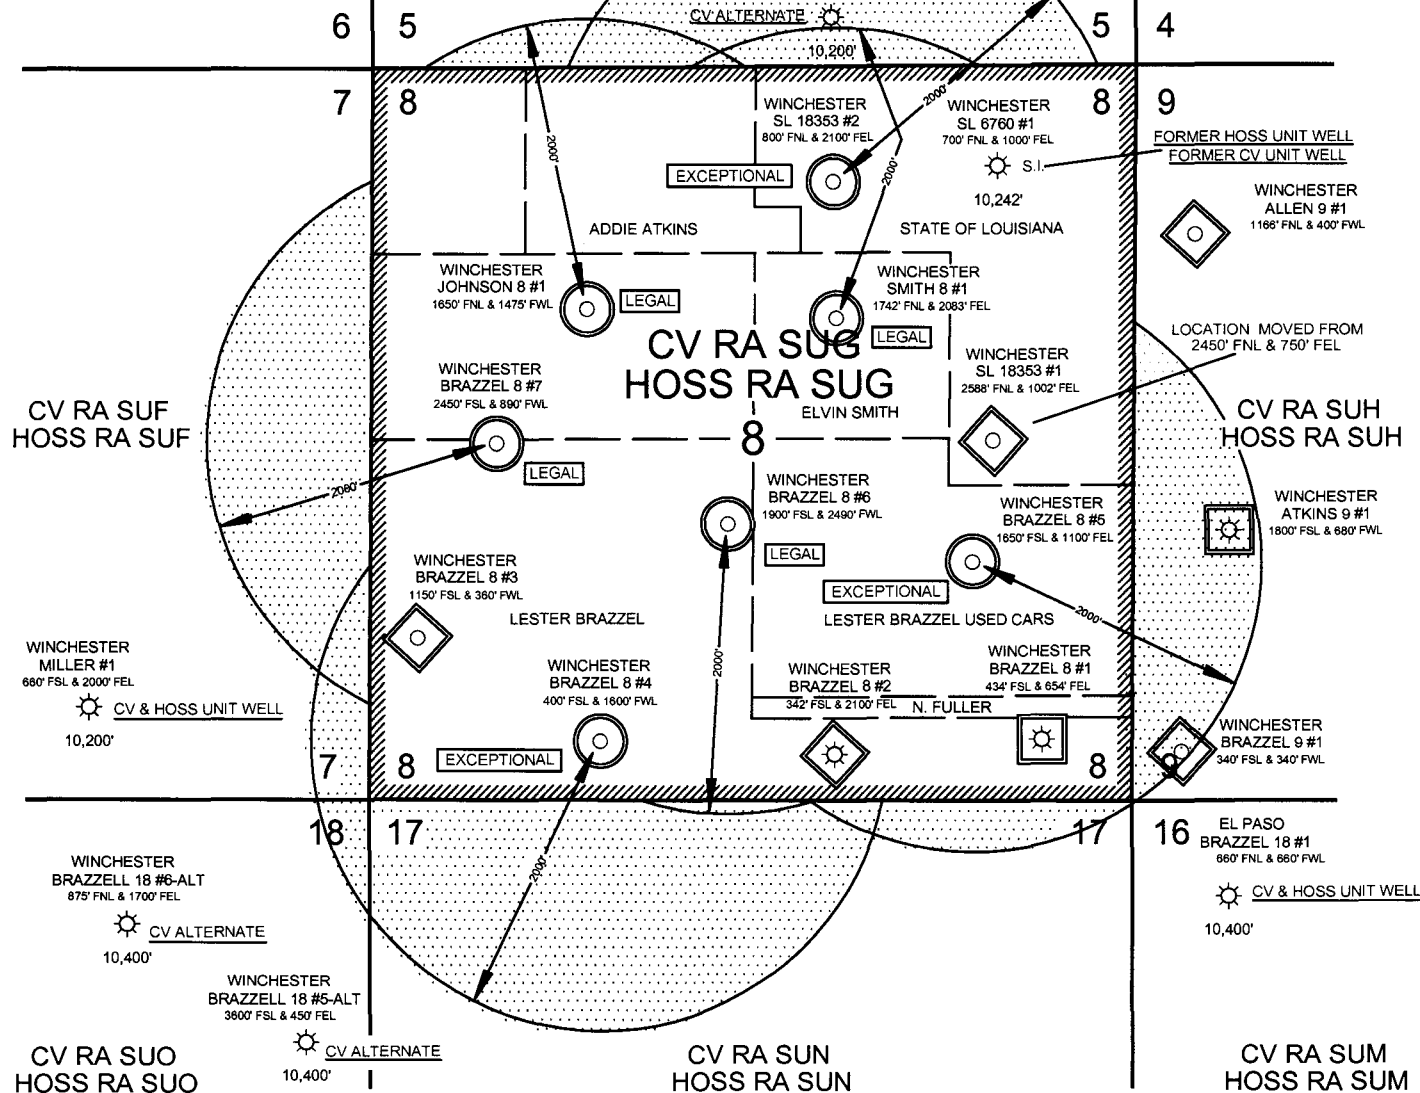 6
5
CV ALTERNATE
10,200'
5
4
7
8
WINCHESTER
SL 18353 #2
800' FNL & 2100' FEL
EXCEPTIONAL
2000'
WINCHESTER
SL 6760 #1
700' FNL & 1000' FEL
S.I.
10,242'
8
9
FORMER HOSS UNIT WELL
FORMER CV UNIT WELL
2000'
2000'
WINCHESTER
ALLEN 9 #1
1166' FNL & 400' FWL
ADDIE ATKINS
STATE OF LOUISIANA
WINCHESTER
JOHNSON 8 #1
1650' FNL & 1475' FWL
LEGAL
WINCHESTER
SMITH 8 #1
1742' FNL & 2083' FEL
LEGAL
CV RA SUG
HOSS RA SUG
LOCATION MOVED FROM
2450' FNL & 750' FEL
WINCHESTER
SL 18353 #1
2588' FNL & 1002' FEL
WINCHESTER
BRAZZEL 8 #7
2450' FSL & 890' FWL
LEGAL
2000'
ELVIN SMITH
8
CV RA SUF
HOSS RA SUF
CV RA SUH
HOSS RA SUH
WINCHESTER
BRAZZEL 8 #6
1900' FSL & 2490' FWL
LEGAL
2000'
WINCHESTER
BRAZZEL 8 #5
1650' FSL & 1100' FEL
EXCEPTIONAL
2000'
WINCHESTER
ATKINS 9 #1
1800' FSL & 680' FWL
WINCHESTER
BRAZZEL 8 #3
1150' FSL & 360' FWL
LESTER BRAZZEL
LESTER BRAZZEL USED CARS
WINCHESTER
MILLER #1
660' FSL & 2000' FEL
CV & HOSS UNIT WELL
10,200'
WINCHESTER
BRAZZEL 8 #4
400' FSL & 1600' FWL
EXCEPTIONAL
2000'
WINCHESTER
BRAZZEL 8 #2
342' FSL & 2100' FEL
WINCHESTER
BRAZZEL 8 #1
434' FSL & 654' FEL
N. FULLER
WINCHESTER
BRAZZEL 9 #1
340' FSL & 340' FWL
7
8
8
18
17
17
16
EL PASO
BRAZZEL 18 #1
660' FNL & 660' FWL
CV & HOSS UNIT WELL
10,400'
WINCHESTER
BRAZZELL 18 #6-ALT
875' FNL & 1700' FEL
CV ALTERNATE
10,400'
WINCHESTER
BRAZZELL 18 #5-ALT
3600' FSL & 450' FEL
CV ALTERNATE
10,400'
CV RA SUO
HOSS RA SUO
CV RA SUN
HOSS RA SUN
CV RA SUM
HOSS RA SUM